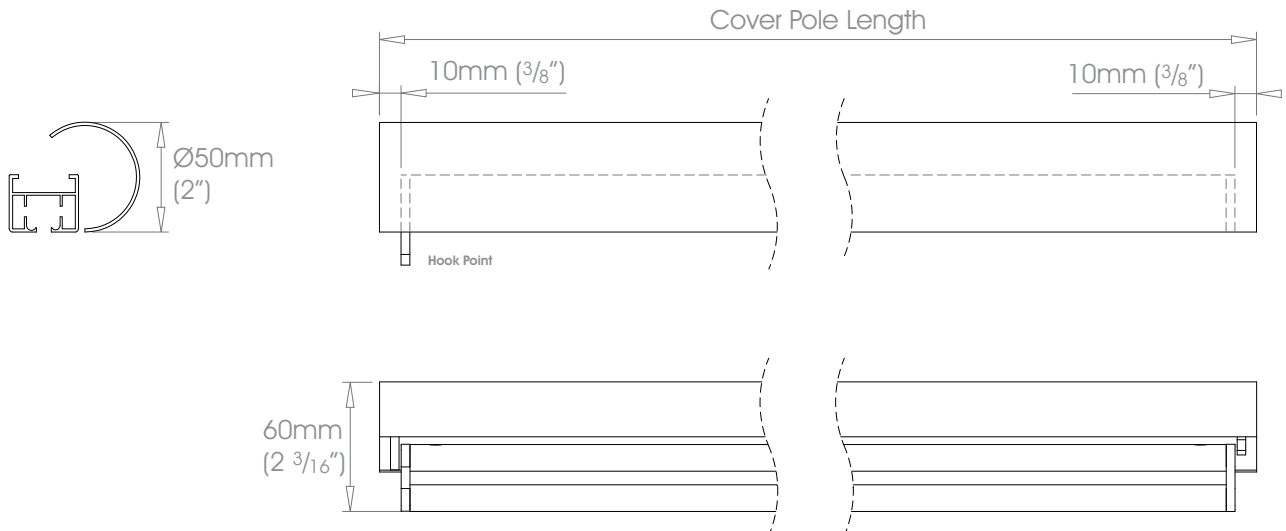 Cover Pole Length
10mm (3/8")
10mm (3/8")
Ø50mm
(2")
Hook Point
60mm
(2 3/16")